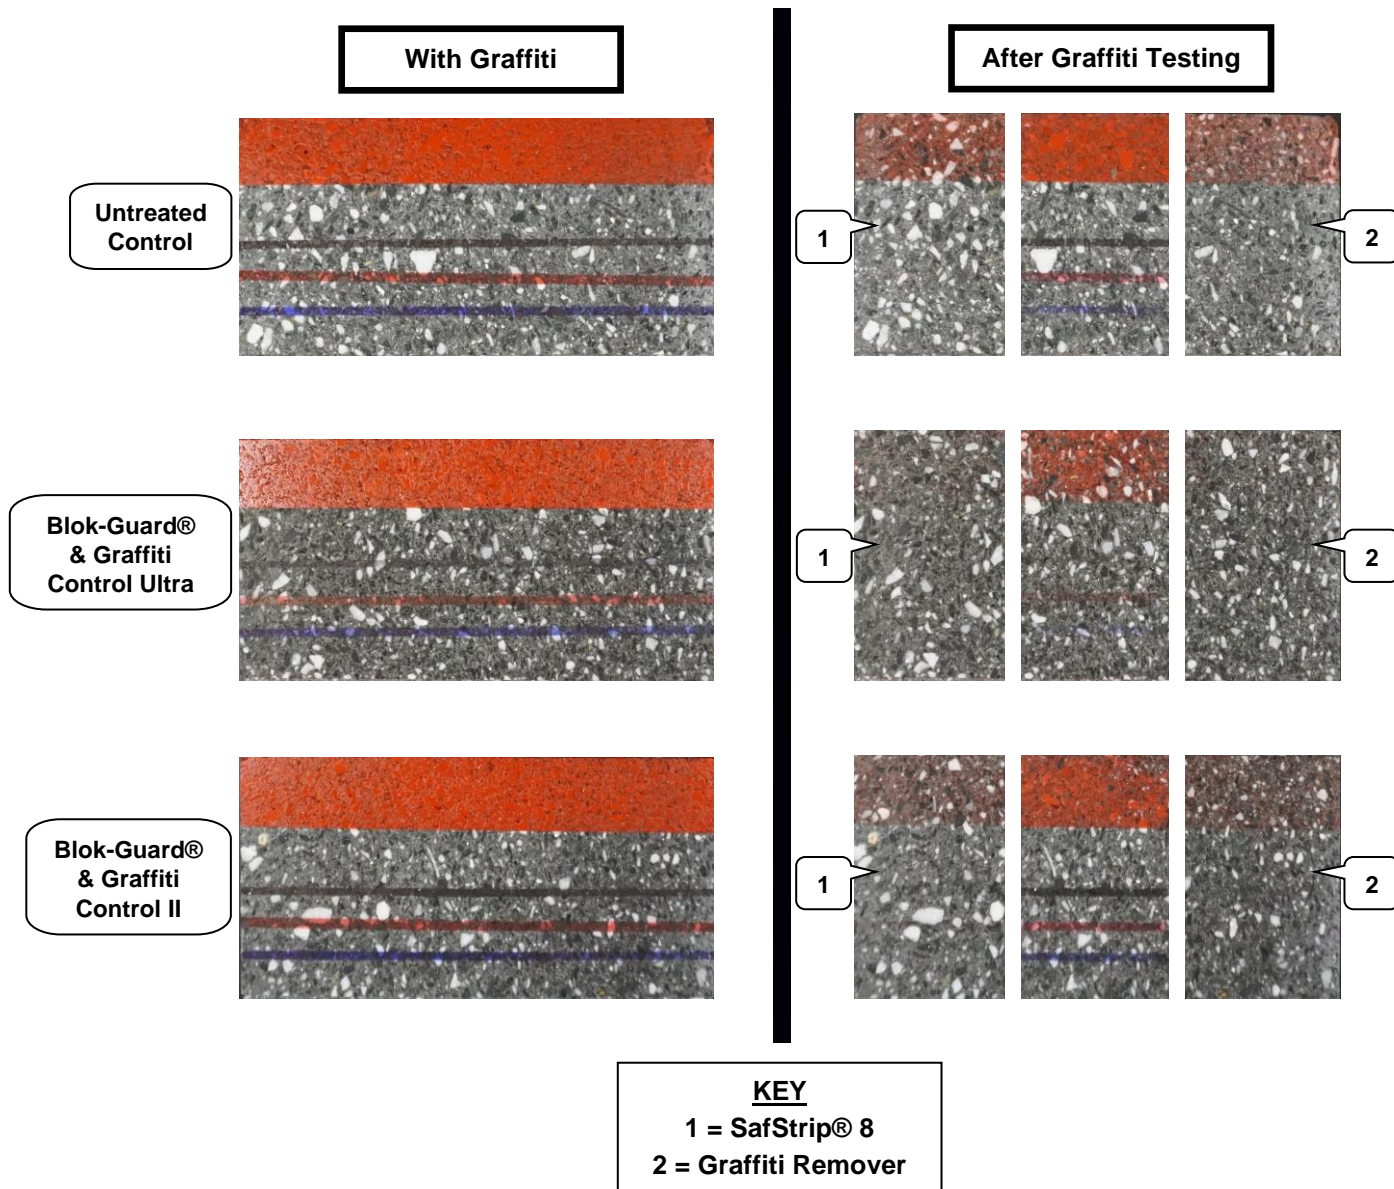 With Graffiti
After Graffiti Testing
Untreated
Control
1
2
Blok-Guard®
& Graffiti
Control Ultra
1
2
Blok-Guard®
& Graffiti
Control II
1
2
KEY
1 = SafStrip® 8
2 = Graffiti Remover